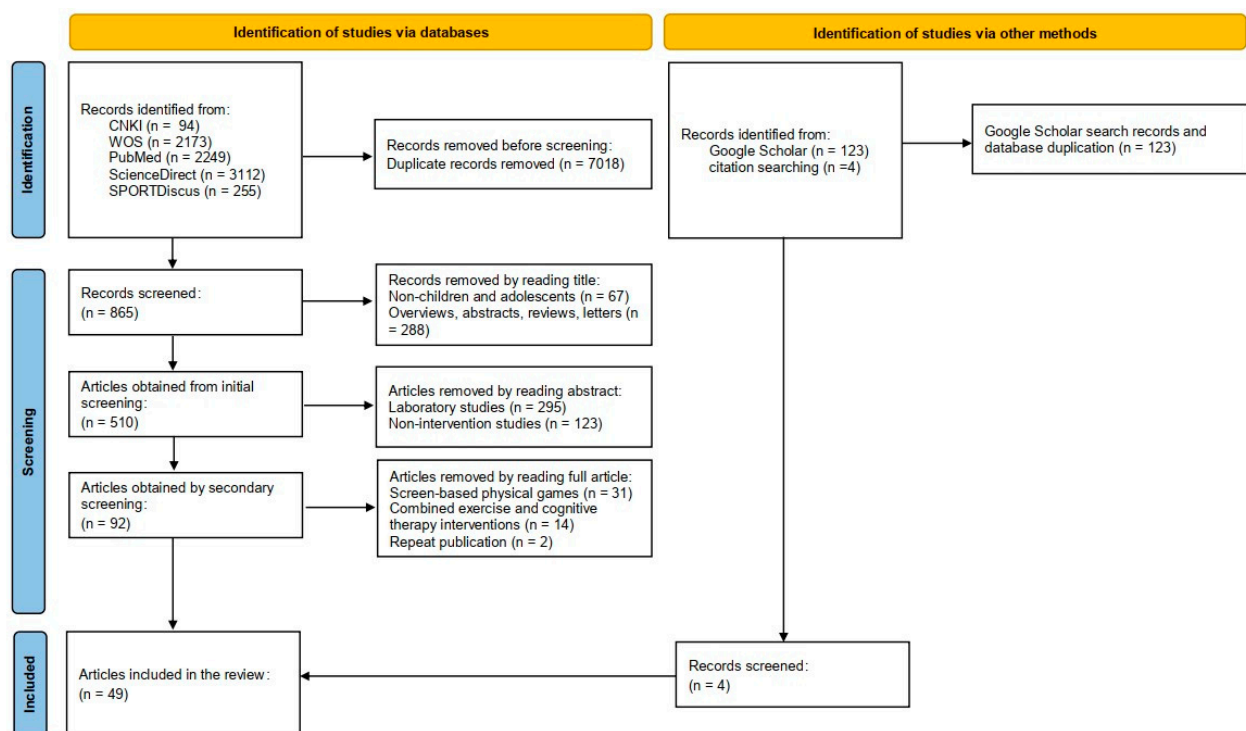 Identification of studies via databases
Identification of studies via other methods
Identification
Records identified from:
CNKI (n = 94)
WOS (n = 2173)
PubMed (n = 2249)
ScienceDirect (n = 3112)
SPORTDiscus (n = 255)
Records removed before screening:
Duplicate records removed (n = 7018)
Records identified from:
Google Scholar (n = 123)
citation searching (n =4)
Google Scholar search records and
database duplication (n = 123)
Screening
Records screened:
(n = 865)
Records removed by reading title:
Non-children and adolescents (n = 67)
Overviews, abstracts, reviews, letters (n
= 288)
Articles obtained from initial
screening:
(n = 510)
Articles removed by reading abstract:
Laboratory studies (n = 295)
Non-intervention studies (n = 123)
Articles obtained by secondary
screening:
(n = 92)
Articles removed by reading full article:
Screen-based physical games (n = 31)
Combined exercise and cognitive
therapy interventions (n = 14)
Repeat publication (n = 2)
Included
Articles included in the review:
(n = 49)
Records screened:
(n = 4)